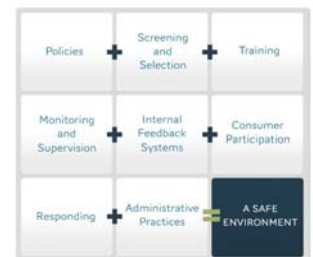 Policies
+
Screening
and
Selection
+
Training
Monitoring
and
Supervision
Internal
Feedback
Systems
+
Consumer
Participation
Responding
+
Administrative
Practices
=
A SAFE
ENVIRONMENT